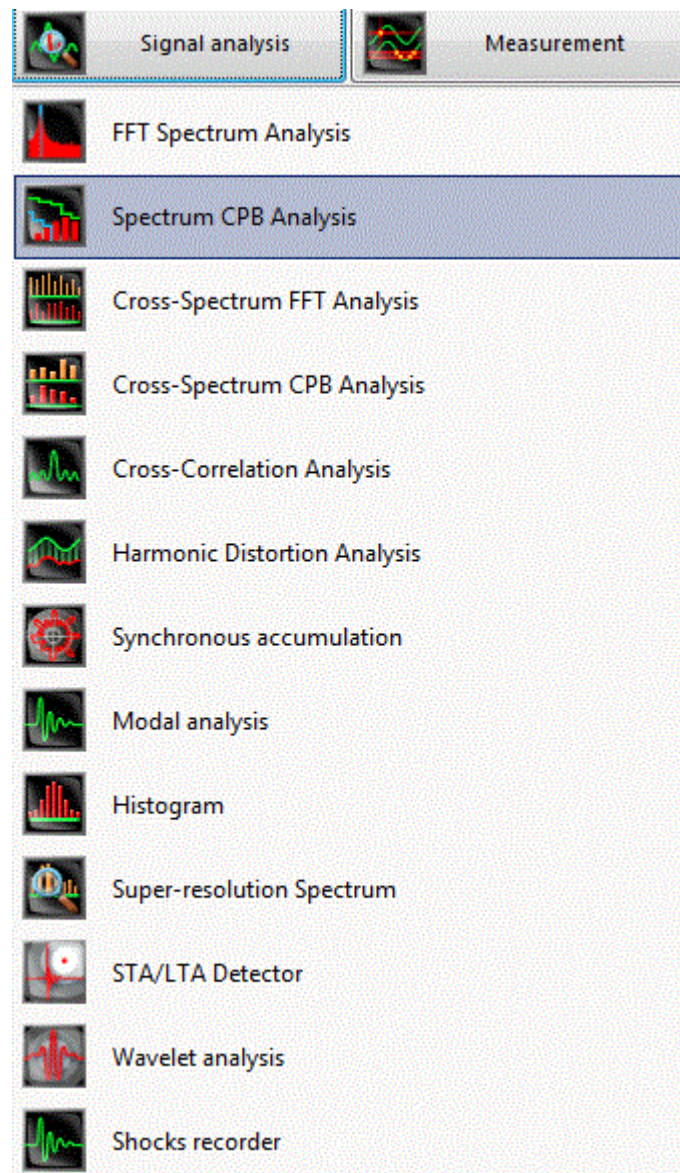 Signal analysis
Measurement
FFT Spectrum Analysis
Spectrum CPB Analysis
Cross-Spectrum FFT Analysis
Cross-Spectrum CPB Analysis
Cross-Correlation Analysis
Harmonic Distortion Analysis
Synchronous accumulation
Modal analysis
Histogram
Super-resolution Spectrum
STA/LTA Detector
Wavelet analysis
Shocks recorder